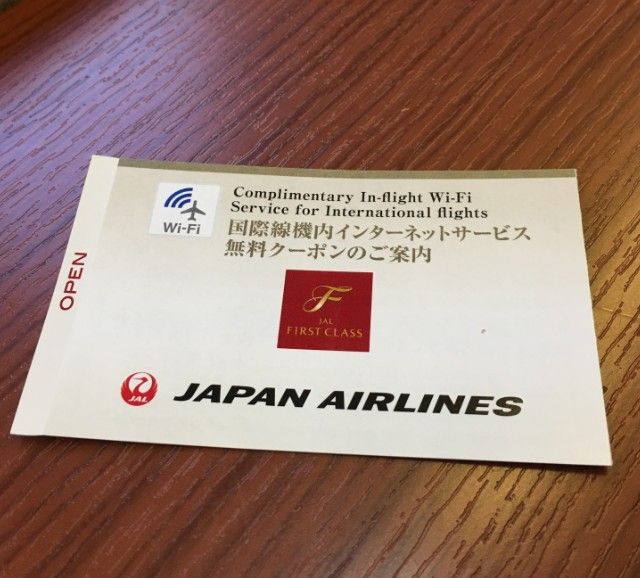 Complimentary In-flight Wi-Fi
Service for International flights
Wi-Fi
国際線機内インターネットサービス
無料クーポンのご案内
OPEN
F
JAL
FIRST CLASS
JAL
JAPAN AIRLINES